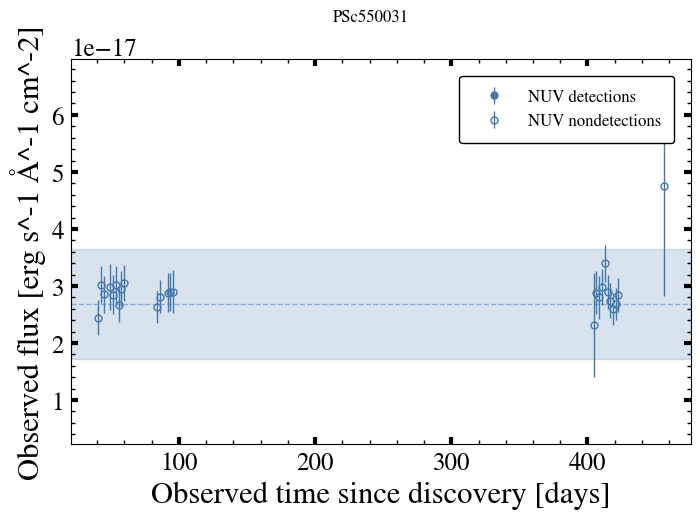 PSc550031
1e−17
Observed flux [erg s^-1 Å^-1 cm^-2]
6
5
4
3
2
1
NUV detections
NUV nondetections
100 200 300 400
Observed time since discovery [days]